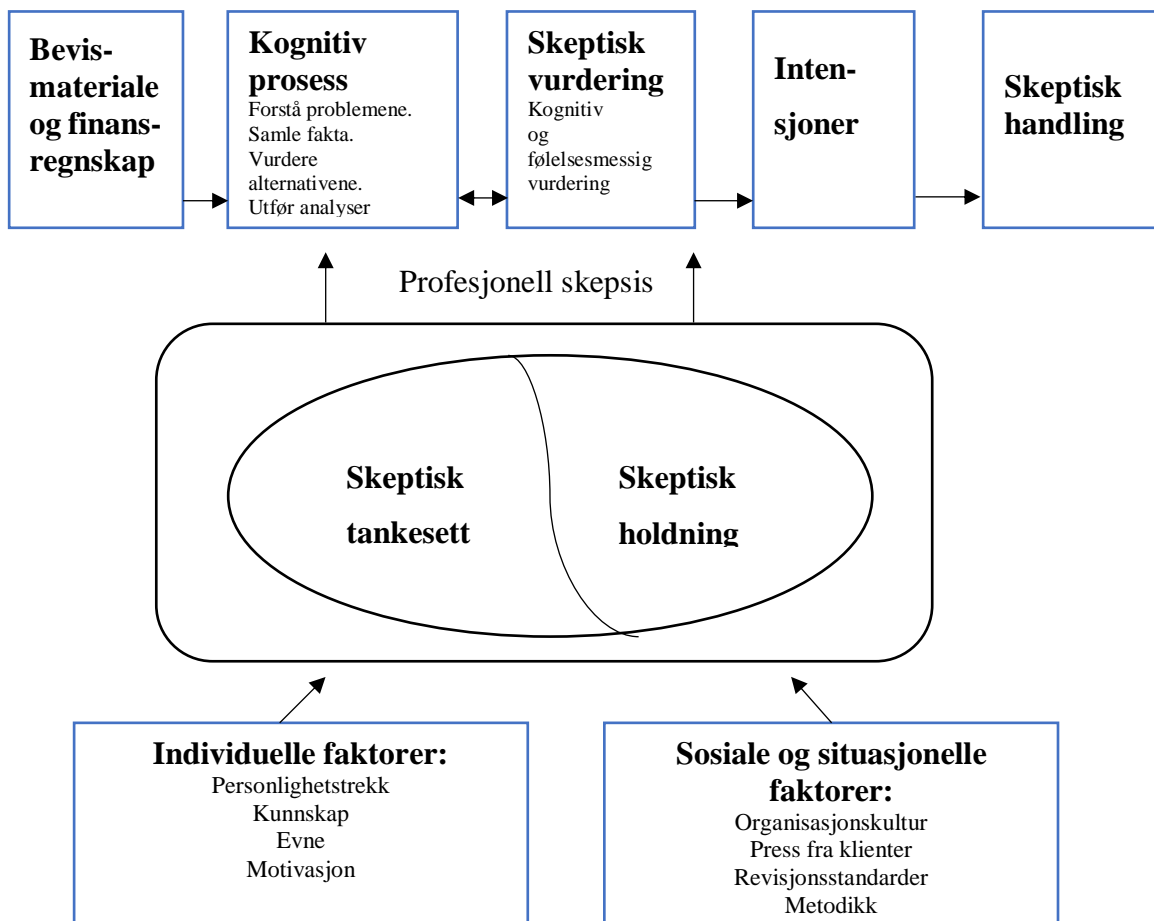 Bevis-
materiale
og finans-
regnskap
Kognitiv
prosess
Forstå problemene.
Samle fakta.
Vurdere
alternativene.
Utfør analyser
Skeptisk
vurdering
Kognitiv
og
følelsesmessig
vurdering
Inten-
sjoner
Skeptisk
handling
Profesjonell skepsis
Skeptisk
tankesett
Skeptisk
holdning
Individuelle faktorer:
Personlighetstrekk
Kunnskap
Evne
Motivasjon
Sosiale og situasjonelle
faktorer:
Organisasjonskultur
Press fra klienter
Revisjonsstandarder
Metodikk